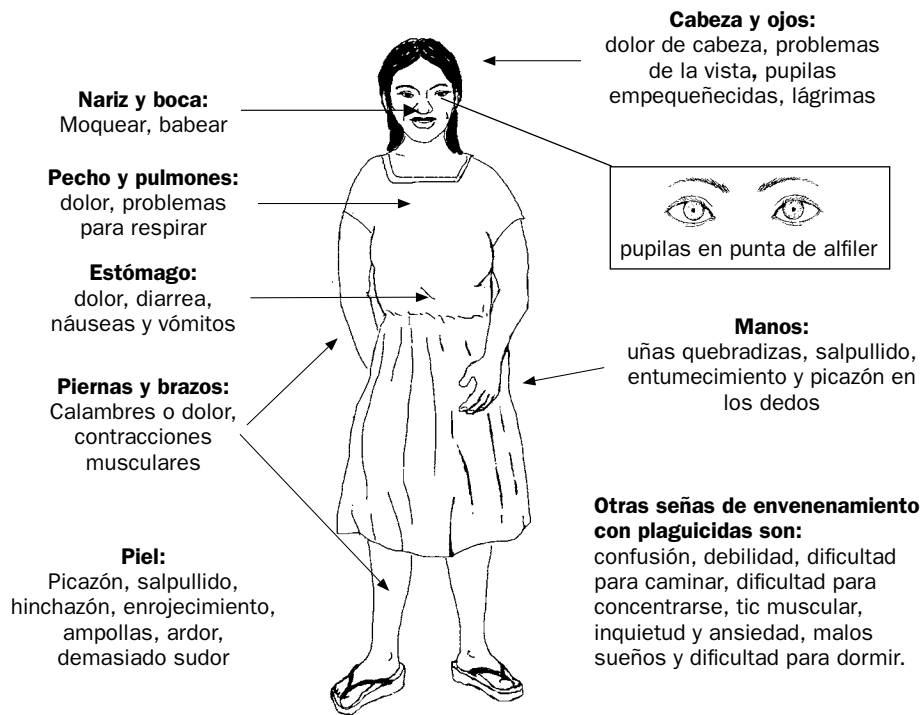 Cabeza y ojos:
dolor de cabeza, problemas
de la vista, pupilas
empequeñecidas, lágrimas
Nariz y boca:
Moquear, babear
Pecho y pulmones:
dolor, problemas
para respirar
pupilas en punta de alfiler
Estómago:
dolor, diarrea,
náuseas y vómitos
Manos:
uñas quebradizas, salpullido,
entumecimiento y picazón en
los dedos
Piernas y brazos:
Calambres o dolor,
contracciones
musculares
Otras señas de envenenamiento
con plaguicidas son:
confusión, debilidad, dificultad
para caminar, dificultad para
concentrarse, tic muscular,
inquietud y ansiedad, malos
sueños y dificultad para dormir.
Piel:
Picazón, salpullido,
hinchazón, enrojecimiento,
ampollas, ardor,
demasiado sudor